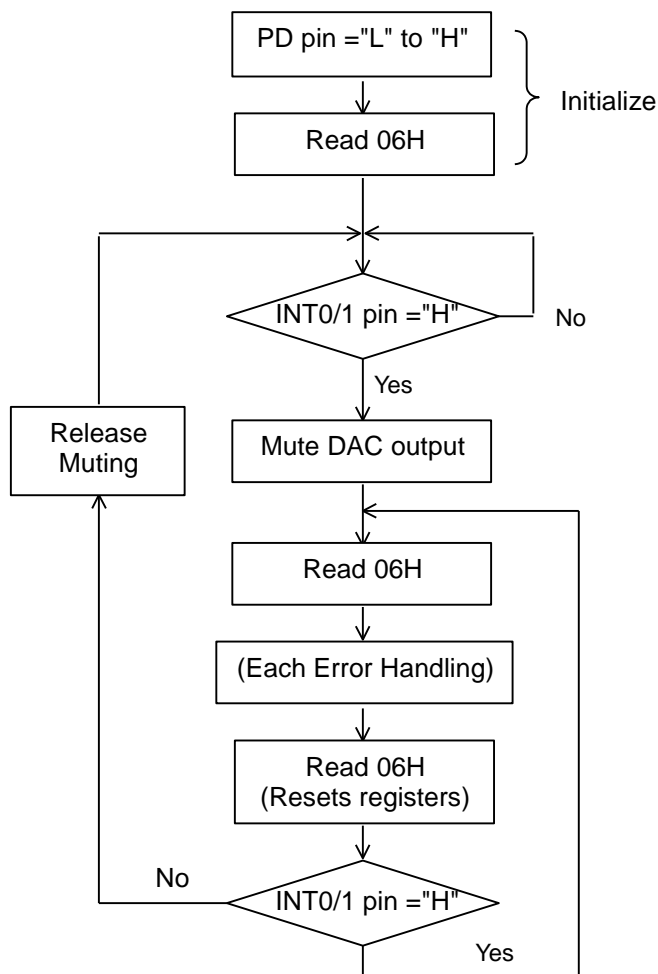 PD pin ="L" to "H"
Initialize
Read 06H
INT0/1 pin ="H"
No
Yes
Release
Muting
Mute DAC output
Read 06H
(Each Error Handling)
Read 06H
(Resets registers)
No
INT0/1 pin ="H"
Yes